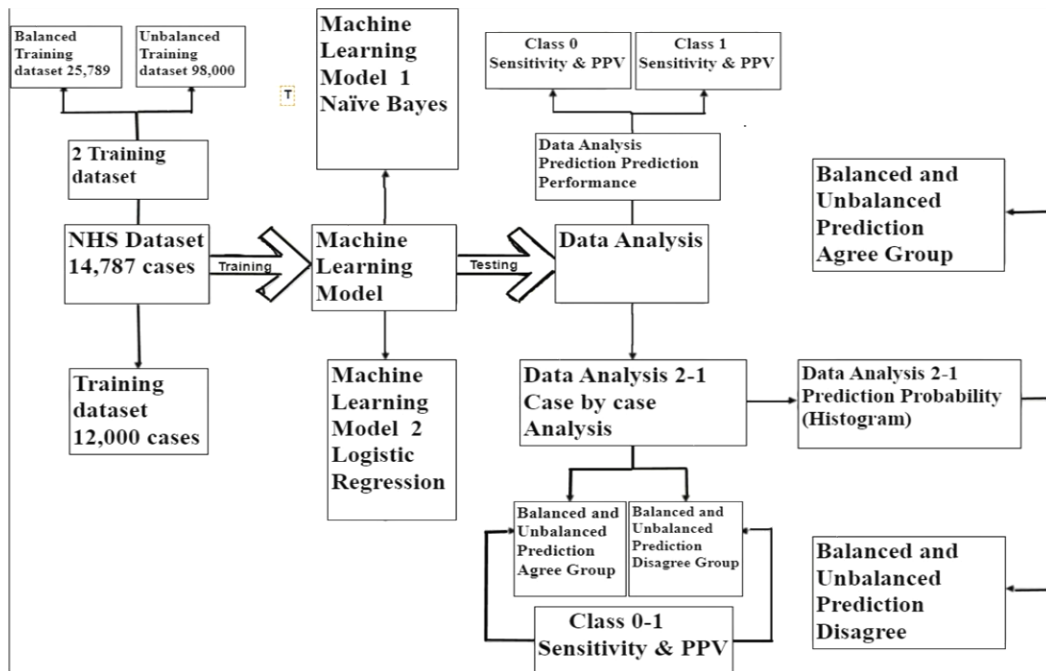 Balanced
Training
dataset 25,789
Unbalanced
Training
dataset 98,000
2 Training
dataset
NHS Dataset
14,787 cases
Training
dataset
12,000 cases
Training
T
Machine
Learning
Model 1
Naïve Bayes
Machine
Learning
Model
Machine
Learning
Model 2
Logistic
Regression
Testing
Class 0
Sensitivity & PPV
Class 1
Sensitivity & PPV
Data Analysis
Prediction Prediction
Performance
Data Analysis
Data Analysis 2-1
Case by case
Analysis
Balanced and
Unbalanced
Prediction
Agree Group
Balanced and
Unbalanced
Prediction
Disagree Group
Class 0-1
Sensitivity & PPV
Data Analysis 2-1
Prediction Probability
(Histogram)
Balanced and
Unbalanced
Prediction
Agree Group
Balanced and
Unbalanced
Prediction
Disagree